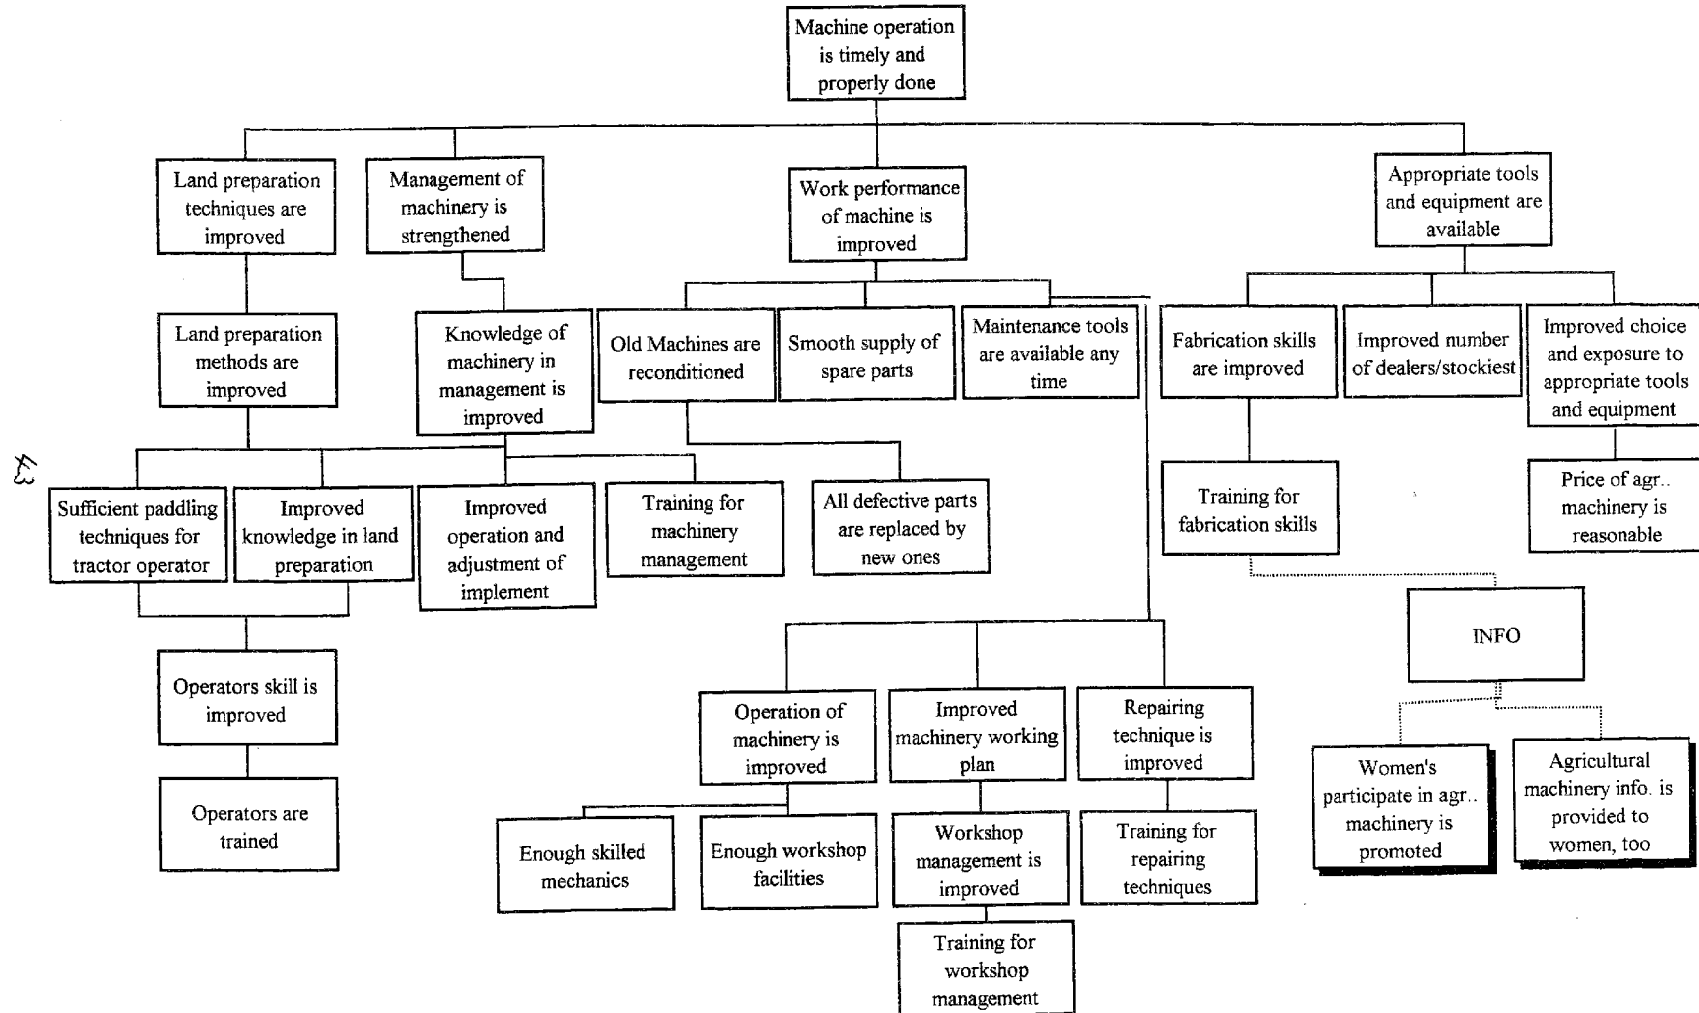 Machine operation
is timely and
properly done
Land preparation
techniques are
improved
Management of
machinery is
strengthened
Work performance
of machine is
improved
Appropriate tools
and equipment are
available
Land preparation
methods are
improved
Knowledge of
machinery in
management is
improved
Old Machines are
reconditioned
Smooth supply of
spare parts
Maintenance tools
are available any
time
Fabrication skills
are improved
Improved number
of dealers/stockiest
Improved choice
and exposure to
appropriate tools
and equipment
43
Sufficient paddling
techniques for
tractor operator
Improved
knowledge in land
preparation
Improved
operation and
adjustment of
implement
Training for
machinery
management
All defective parts
are replaced by
new ones
Training for
fabrication skills
Price of agr..
machinery is
reasonable
INFO
Operators skill is
improved
Operation of
machinery is
improved
Improved
machinery working
plan
Repairing
technique is
improved
Women's
participate in agr..
machinery is
promoted
Agricultural
machinery info. is
provided to
women, too
Operators are
trained
Enough skilled
mechanics
Enough workshop
facilities
Workshop
management is
improved
Training for
repairing
techniques
Training for
workshop
management